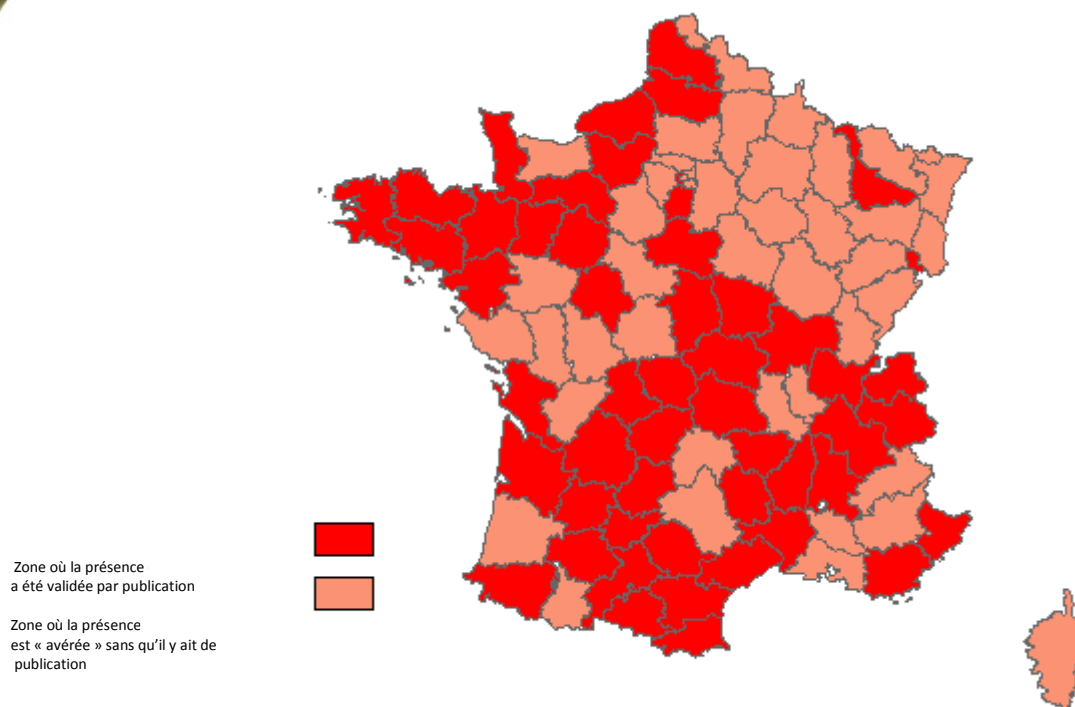 Zone où la présence
a été validée par publication
Zone où la présence
est « avérée » sans qu’il y ait de
publication